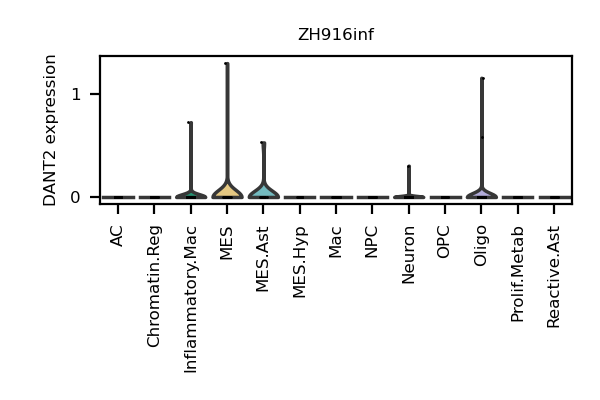 ZH916inf
DANT2 expression
1
0
AC
Chromatin.Reg
Inflammatory.Mac
MES
MES.Ast
MES.Hyp
Mac
NPC
Neuron
OPC
Oligo
Prolif.Metab
Reactive.Ast